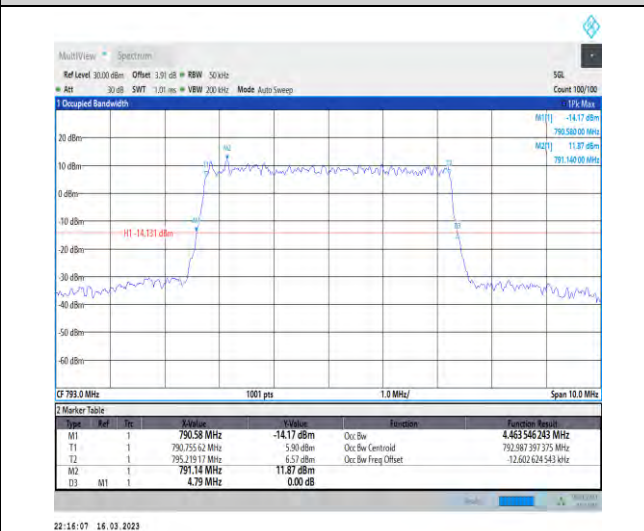 MultiView Spectrum
Ref Level 30.00 dBm Offset 3.91 dB RBW 50 kHz SGL
Att 30 dB SWT 1.01 ms VBW 200 kHz Mode Auto Sweep Count 100/100
1 Occupied Bandwidth 1Pk Max
M1[1] -14.17 dBm
790.580 00 MHz
M2[1] 11.87 dBm
791.140 00 MHz
20 dBm
M2
T1
T2
10 dBm
0 dBm
-10 dBm
M1
D3
H1 -14.131 dBm
-20 dBm
-30 dBm
-40 dBm
-50 dBm
-60 dBm
CF 793.0 MHz 1001 pts 1.0 MHz/ Span 10.0 MHz
2 Marker Table
Type Ref Trc X-Value Y-Value Function Function Result
M1 1 790.58 MHz -14.17 dBm Occ Bw 4.463 546 243 MHz
T1 1 790.755 62 MHz 5.90 dBm Occ Bw Centroid 792.987 397 375 MHz
T2 1 795.219 17 MHz 6.57 dBm Occ Bw Freq Offset -12.602 624 543 kHz
M2 1 791.14 MHz 11.87 dBm
D3 M1 1 4.79 MHz 0.00 dB
22:16:07 16.03.2023